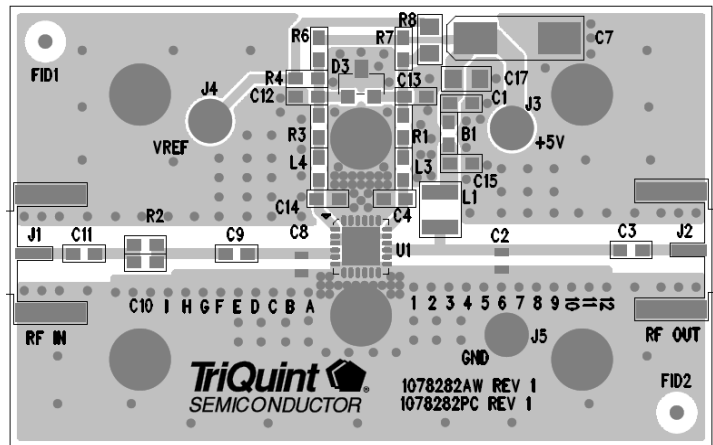 R8
R6
R7
C7
FID1
D3
J4
R4
C13
C17
C12
C1
J3
VREF
R3
R1
B1
+5V
L4
L3
C15
C14
C4
L1
R2
J1
C11
C9
C8
U1
C2
C3
J2
C10 I H G F E D C B A
1 2 3 4 5 6 7 8 9 10 11 12
RF IN
J5
RF OUT
GND
TriQuint
SEMICONDUCTOR
1078282AW REV 1
1078282PC REV 1
FID2